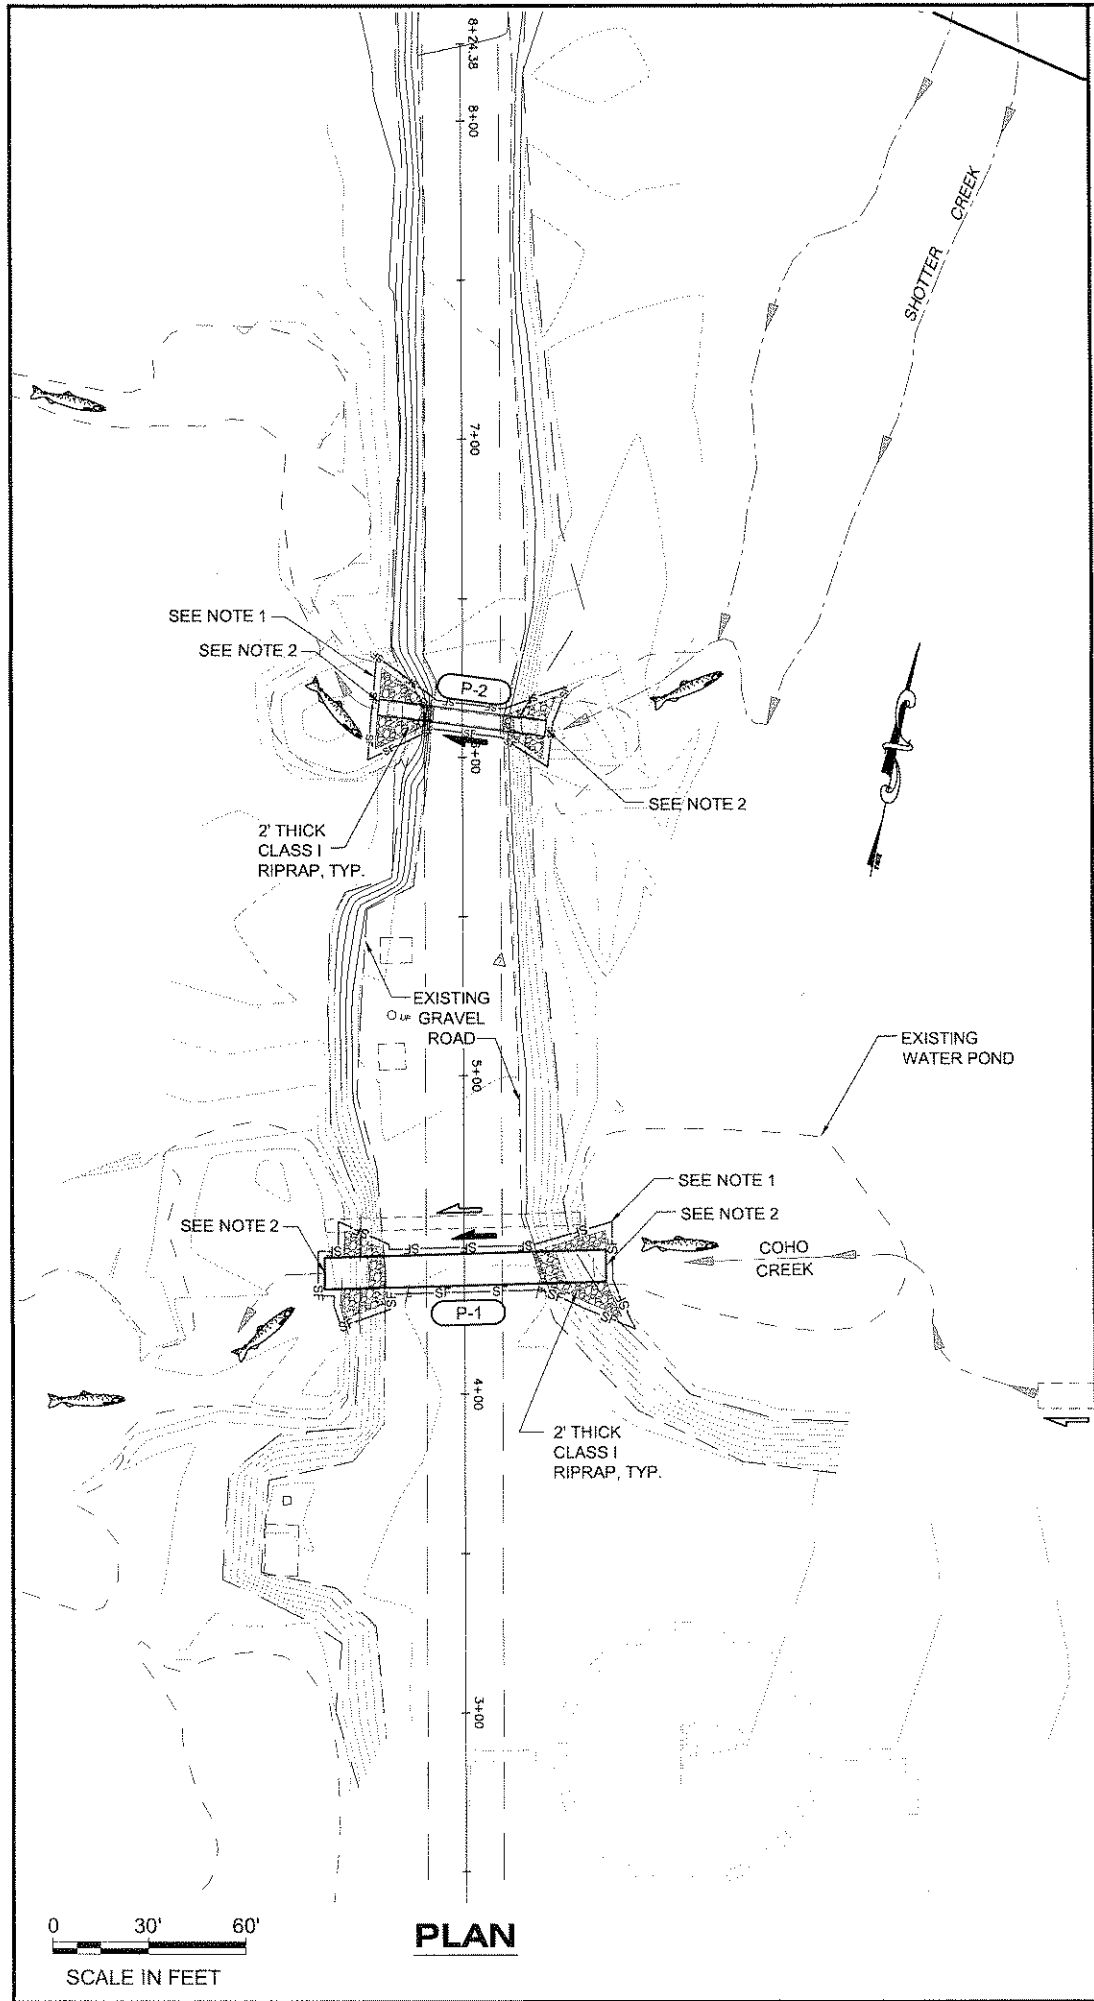 8+24.38
8+00
SHOTTER CREEK
7+00
SEE NOTE 1
SEE NOTE 2
P-2
6+00
SEE NOTE 2
2' THICK
CLASS I
RIPRAP, TYP.
EXISTING
GRAVEL
ROAD
UP
5+00
EXISTING
WATER POND
SEE NOTE 1
SEE NOTE 2
SEE NOTE 2
COHO
CREEK
P-1
4+00
2' THICK
CLASS I
RIPRAP, TYP.
3+00
0 30' 60'
SCALE IN FEET
PLAN